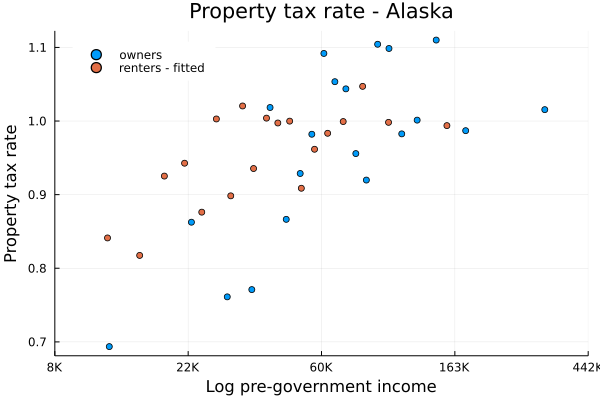 Property tax rate - Alaska
owners
renters - fitted
Property tax rate
1.1
1.0
0.9
0.8
0.7
8K
22K
60K
163K
442K
Log pre-government income